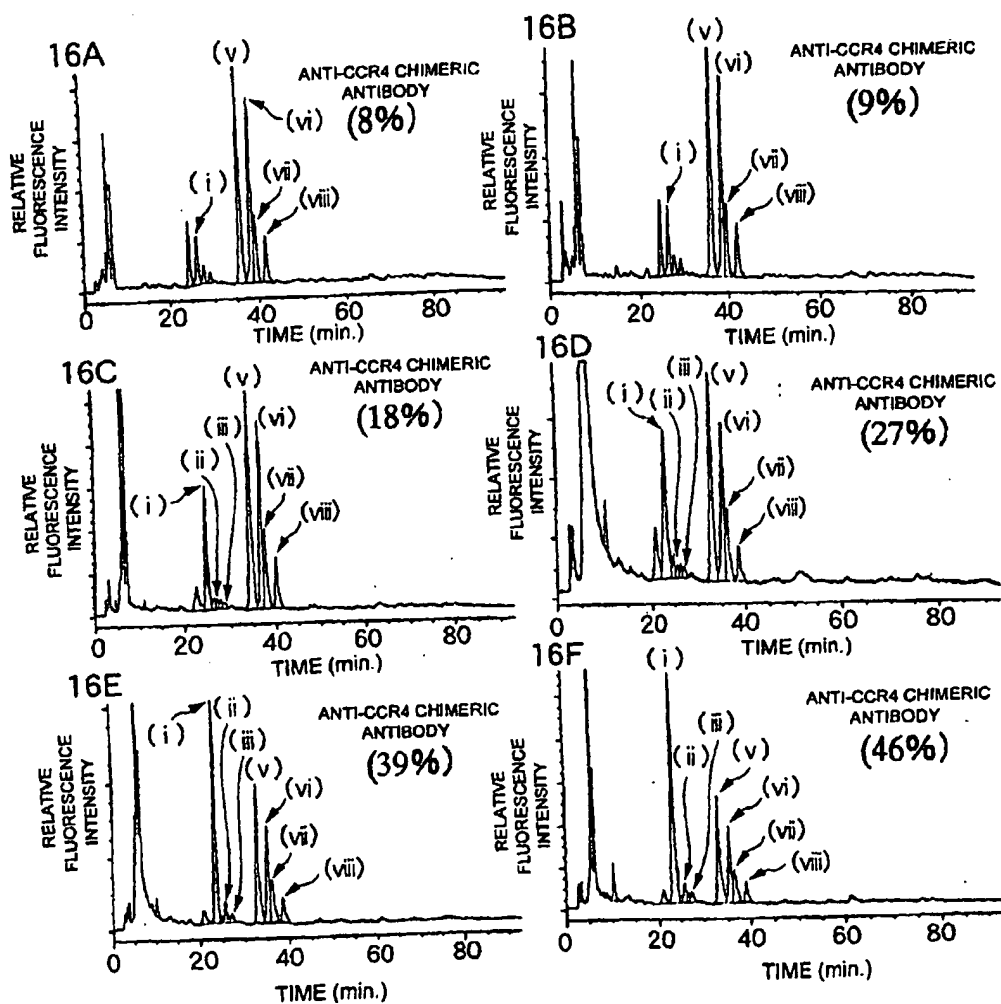 16A
(v)
ANTI-CCR4 CHIMERIC
ANTIBODY
(8%)
(vi)
(i)
(vii)
(viii)
RELATIVE
FLUORESCENCE
INTENSITY
0 20 40 60 80
TIME (min.)
16B
(v)
ANTI-CCR4 CHIMERIC
ANTIBODY
(9%)
(vi)
(i)
(vii)
(viii)
RELATIVE
FLUORESCENCE
INTENSITY
0 20 40 60 80
TIME (min.)
16C
(v)
ANTI-CCR4 CHIMERIC
ANTIBODY
(18%)
(iii)
(vi)
(ii)
(i)
(vii)
(viii)
RELATIVE
FLUORESCENCE
INTENSITY
0 20 40 60 80
TIME (min.)
16D
(iii)
(v)
ANTI-CCR4 CHIMERIC
ANTIBODY
(27%)
(i)
(ii)
(vi)
(vii)
(viii)
RELATIVE
FLUORESCENCE
INTENSITY
0 20 40 60 80
TIME (min.)
16E
(ii)
ANTI-CCR4 CHIMERIC
ANTIBODY
(39%)
(i)
(iii)
(v)
(vi)
(vii)
(viii)
RELATIVE
FLUORESCENCE
INTENSITY
0 20 40 60 80
TIME (min.)
16F
(i)
ANTI-CCR4 CHIMERIC
ANTIBODY
(46%)
(iii)
(ii)
(v)
(vi)
(vii)
(viii)
RELATIVE
FLUORESCENCE
INTENSITY
0 20 40 60 80
TIME (min.)